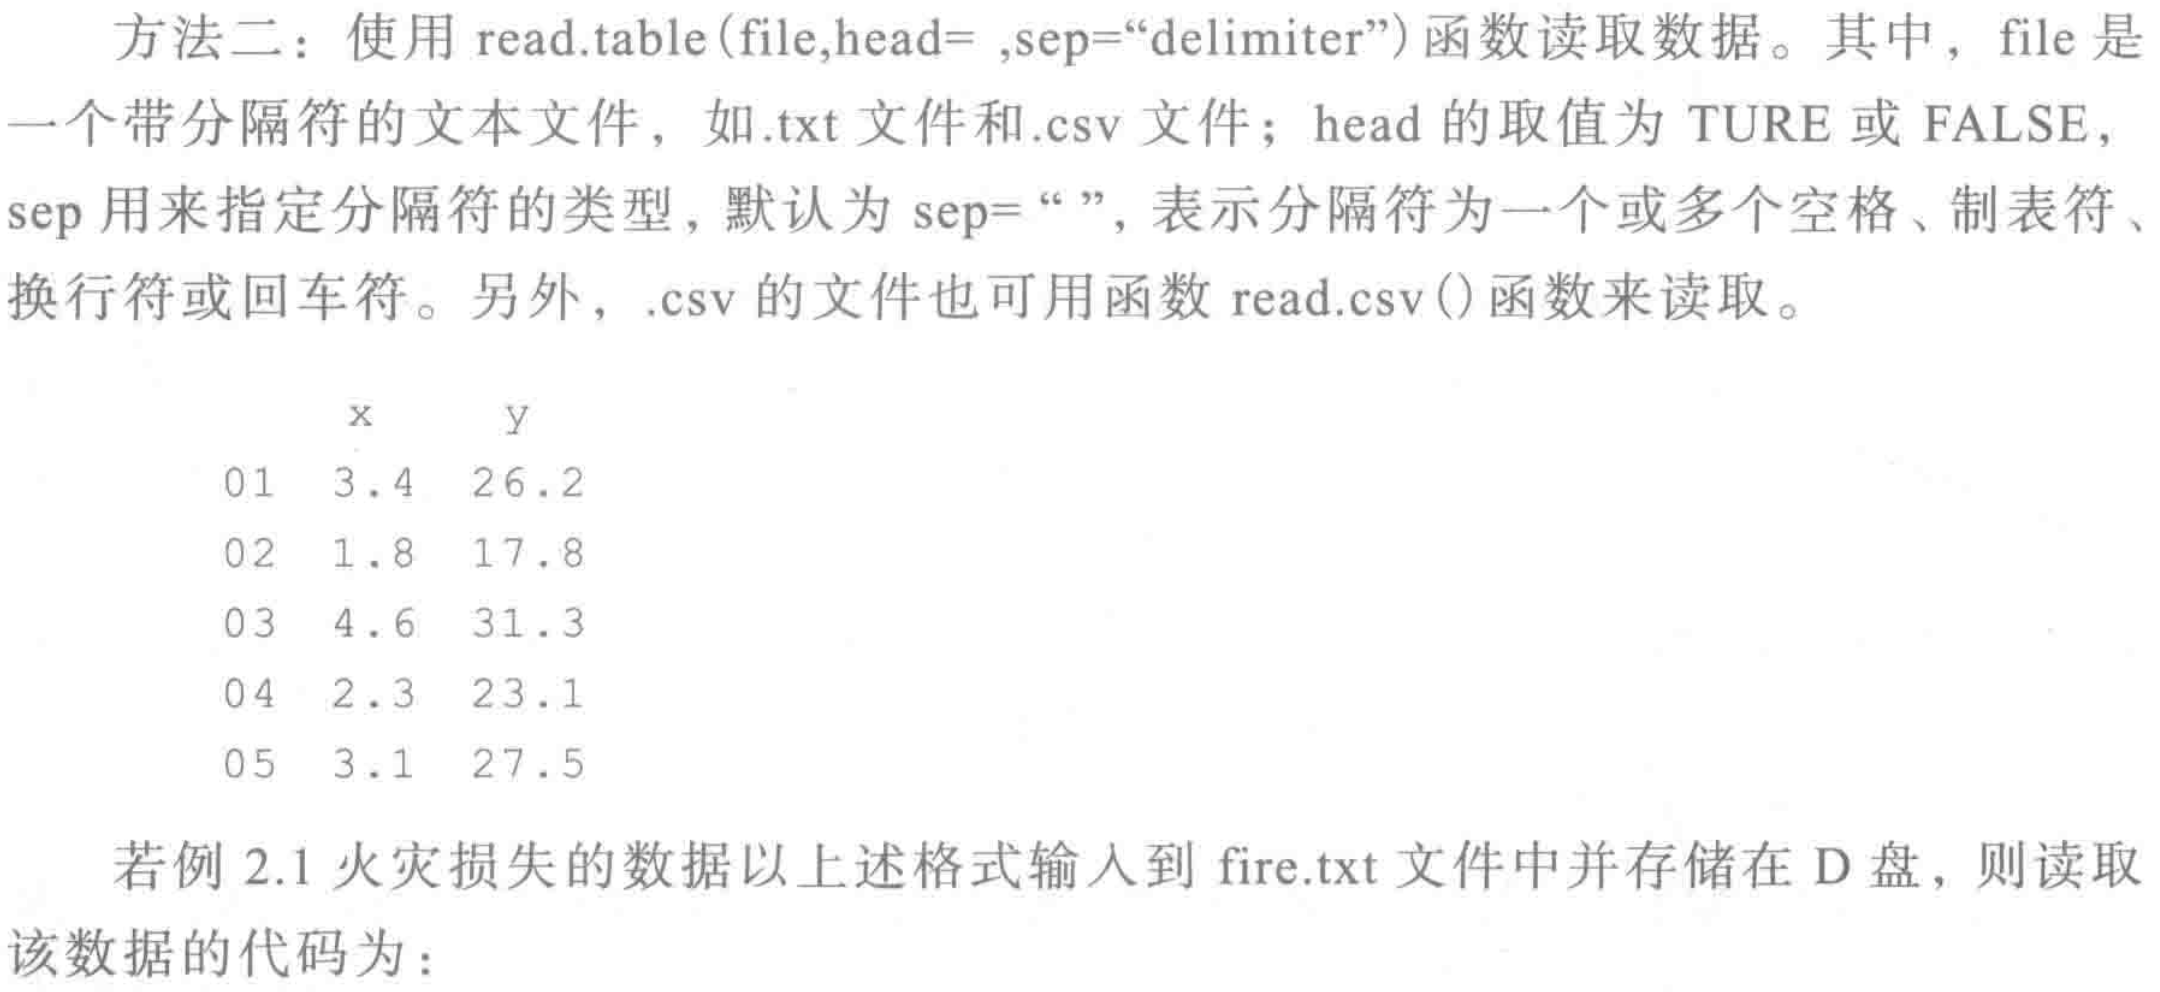 方法二：使用 read.table(file,head= ,sep=“delimiter”)函数读取数据。其中，file 是
一个带分隔符的文本文件，如.txt 文件和.csv 文件；head 的取值为 TURE 或 FALSE，
sep 用来指定分隔符的类型，默认为 sep= “ ”, 表示分隔符为一个或多个空格、制表符、
换行符或回车符。另外，.csv 的文件也可用函数 read.csv()函数来读取。
x y
01 3.4 26.2
02 1.8 17.8
03 4.6 31.3
04 2.3 23.1
05 3.1 27.5
若例 2.1 火灾损失的数据以上述格式输入到 fire.txt 文件中并存储在 D 盘，则读取
该数据的代码为：